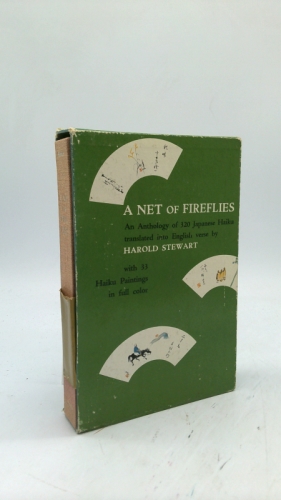 A NET OF FIREFLIES
An Anthology of 320 Japanese Haiku
translated into English verse by
HAROLD STEWART
with 33
Haiku Paintings
in full color